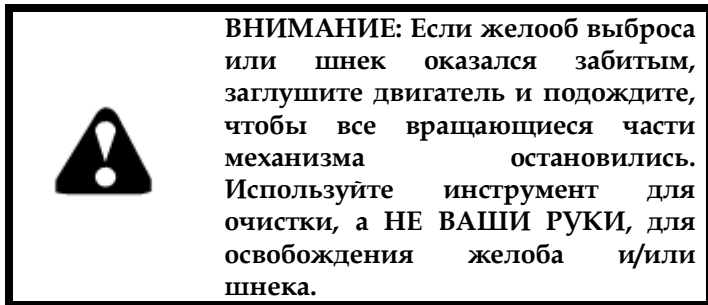 ВНИМАНИЕ: Если желооб выброса
или шнек оказался забитым,
заглушите двигатель и подождите,
чтобы все вращающиеся части
механизма остановились.
Используйте инструмент для
очистки, а НЕ ВАШИ РУКИ, для
освобождения желоба и/или
шнека.